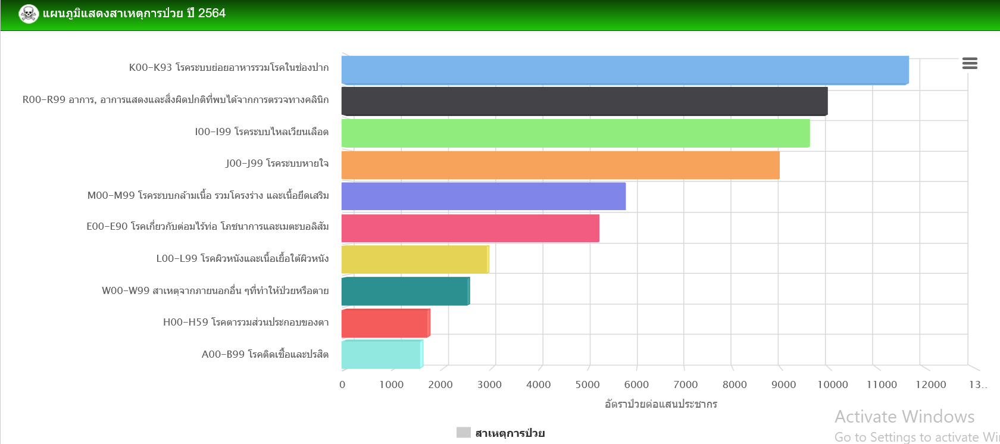 แผนภูมิแสดงสาเหตุการป่วย ปี 2564
K00-K93 โรคระบบย่อยอาหารรวมโรคในช่องปาก
R00-R99 อาการ, อาการแสดงและสิ่งผิดปกติที่พบได้จากการตรวจทางคลินิก
I00-I99 โรคระบบไหลเวียนเลือด
J00-J99 โรคระบบหายใจ
M00-M99 โรคระบบกล้ามเนื้อ รวมโครงร่าง และเนื้อยึดเสริม
E00-E90 โรคเกี่ยวกับต่อมไร้ท่อ โภชนาการและเมตะบอลิสัม
L00-L99 โรคผิวหนังและเนื้อเยื่อใต้ผิวหนัง
W00-W99 สาเหตุจากภายนอกอื่น ๆที่ทำให้ป่วยหรือตาย
H00-H59 โรคตารวมส่วนประกอบของตา
A00-B99 โรคติดเชื้อและปรสิต
0 1000 2000 3000 4000 5000 6000 7000 8000 9000 10000 11000 12000 13..
อัตราป่วยต่อแสนประชากร
สาเหตุการป่วย
Activate Windows
Go to Settings to activate Wi